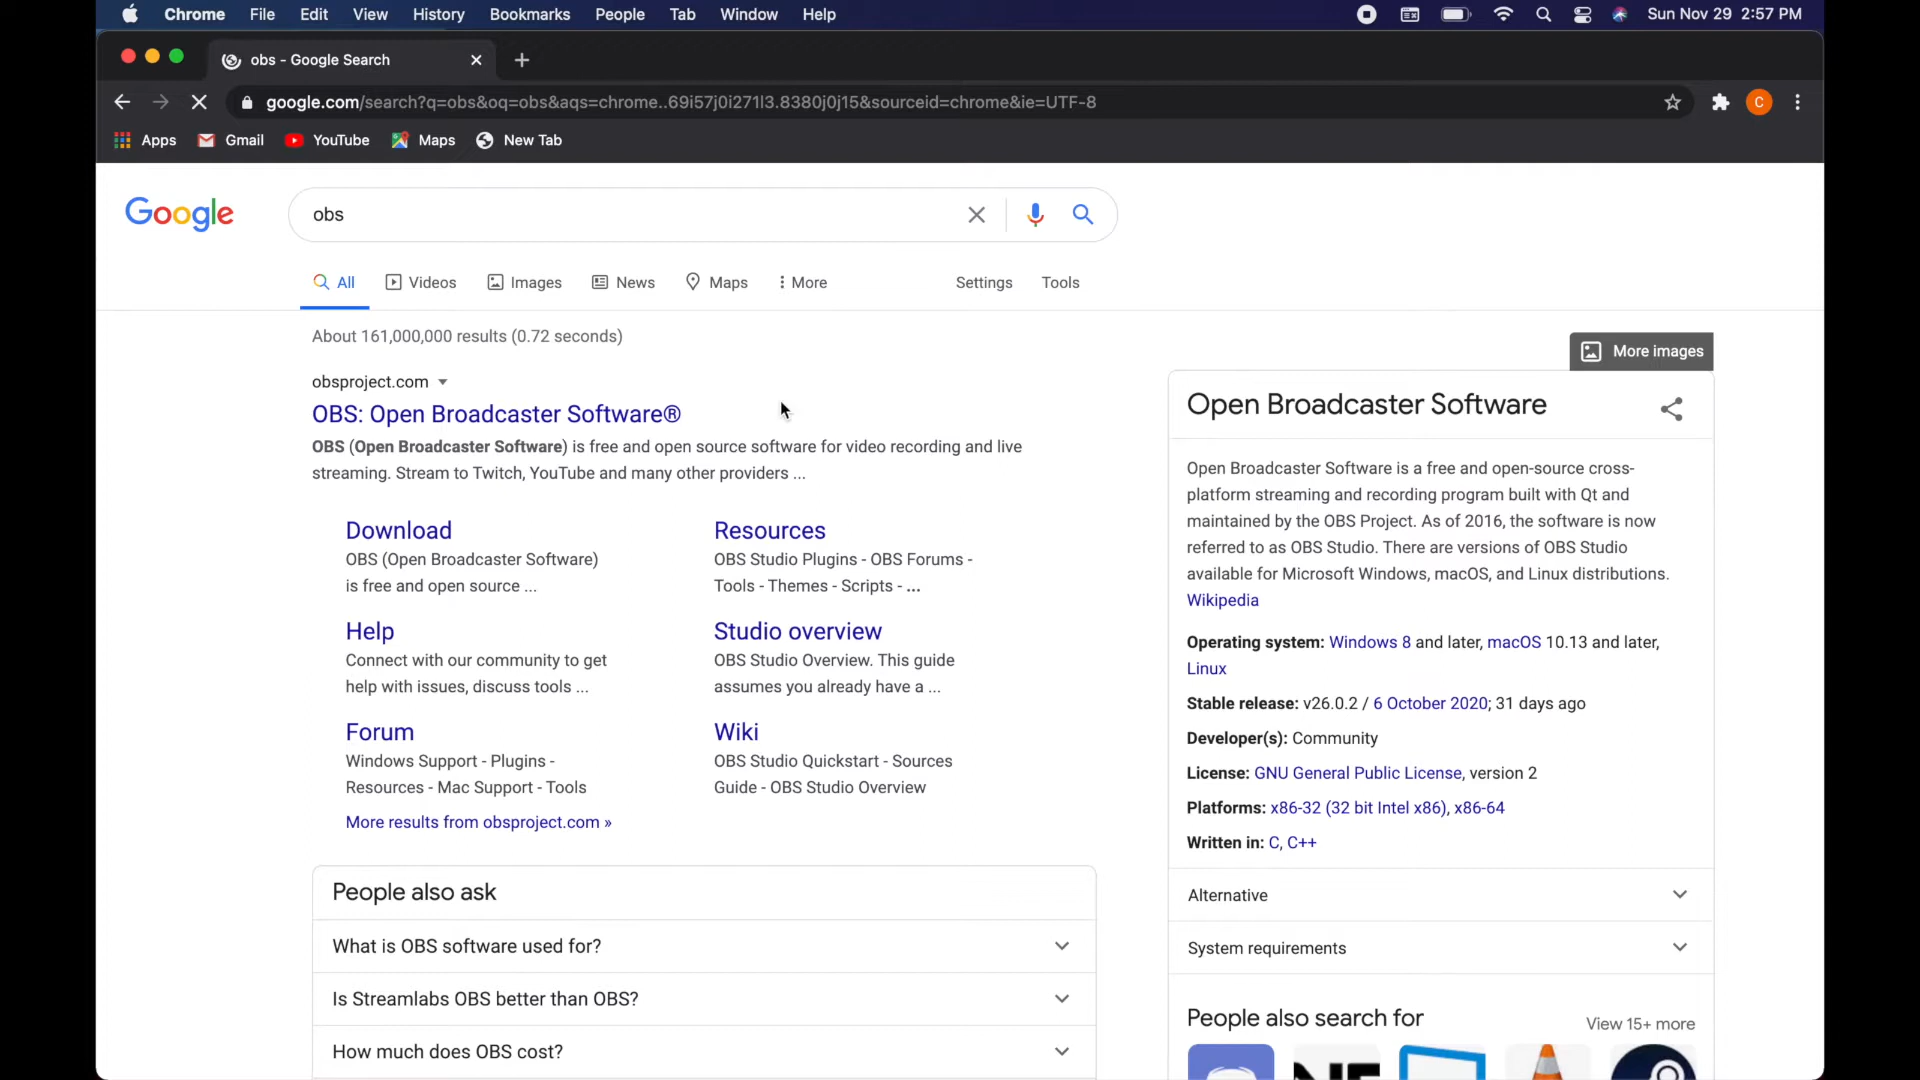 Chrome File Edit View History Bookmarks People Tab Window Help Sun Nov 29 2:57 PM
obs - Google Search
google.com/search?q=obs&oq=obs&aqs=chrome..69i57j0i271l3.8380j0j15&sourceid=chrome&ie=UTF-8 C
Apps Gmail YouTube Maps New Tab
Google obs
All Videos Images News Maps More Settings Tools
About 161,000,000 results (0.72 seconds)
obsproject.com
OBS: Open Broadcaster Software®
OBS (Open Broadcaster Software) is free and open source software for video recording and live
streaming. Stream to Twitch, YouTube and many other providers ...
Download
OBS (Open Broadcaster Software)
is free and open source ...
Resources
OBS Studio Plugins - OBS Forums -
Tools - Themes - Scripts - ...
Help
Connect with our community to get
help with issues, discuss tools ...
Studio overview
OBS Studio Overview. This guide
assumes you already have a ...
Forum
Windows Support - Plugins -
Resources - Mac Support - Tools
Wiki
OBS Studio Quickstart - Sources
Guide - OBS Studio Overview
More results from obsproject.com »
People also ask
What is OBS software used for?
Is Streamlabs OBS better than OBS?
How much does OBS cost?
More images
Open Broadcaster Software
Open Broadcaster Software is a free and open-source cross-
platform streaming and recording program built with Qt and
maintained by the OBS Project. As of 2016, the software is now
referred to as OBS Studio. There are versions of OBS Studio
available for Microsoft Windows, macOS, and Linux distributions.
Wikipedia
Operating system: Windows 8 and later, macOS 10.13 and later,
Linux
Stable release: v26.0.2 / 6 October 2020; 31 days ago
Developer(s): Community
License: GNU General Public License, version 2
Platforms: x86-32 (32 bit Intel x86), x86-64
Written in: C, C++
Alternative
System requirements
People also search for View 15+ more